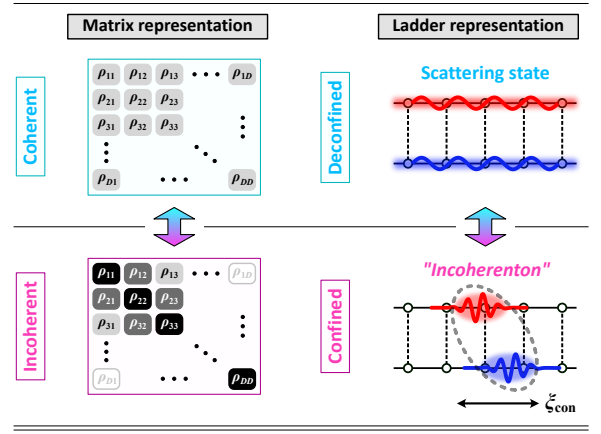 Matrix representation
Ladder representation
Coherent
ρ11 ρ12 ρ13 • • • ρ1D
ρ21 ρ22 ρ23
ρ31 ρ32 ρ33
ρD1 • • • ρDD
Deconfined
Scattering state
Incoherent
ρ11 ρ12 ρ13 • • • ρ1D
ρ21 ρ22 ρ23
ρ31 ρ32 ρ33
ρD1 • • • ρDD
Confined
"Incoherenton"
ξcon